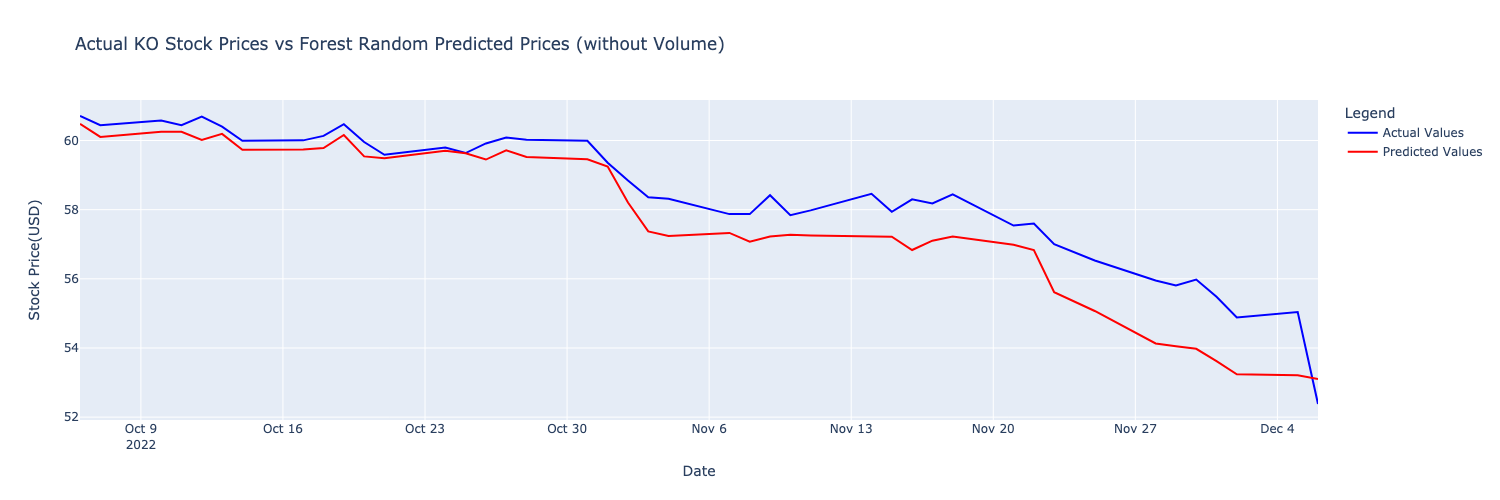 Actual KO Stock Prices vs Forest Random Predicted Prices (without Volume)
Legend
Actual Values
Predicted Values
Stock Price(USD)
60
58
56
54
52
Oct 9
2022
Oct 16
Oct 23
Oct 30
Nov 6
Nov 13
Nov 20
Nov 27
Dec 4
Date